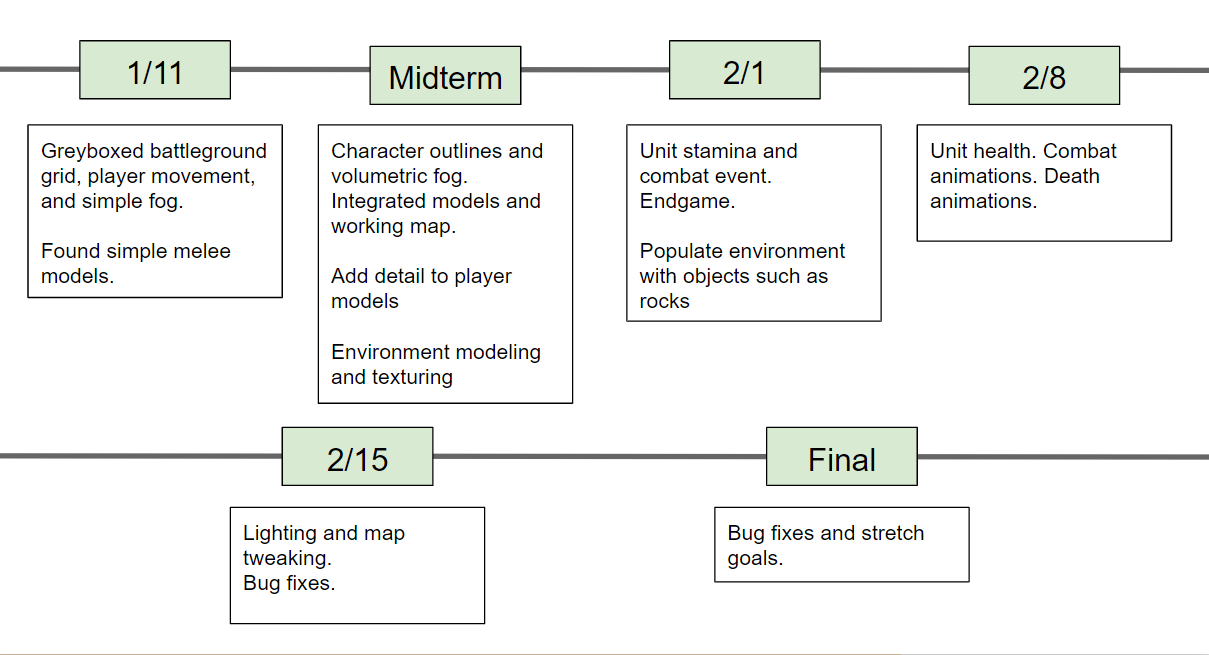 1/11
Midterm
2/1
2/8
Greyboxed battleground
grid, player movement,
and simple fog.
Found simple melee
models.
Character outlines and
volumetric fog.
Integrated models and
working map.
Add detail to player
models
Environment modeling
and texturing
Unit stamina and
combat event.
Endgame.
Populate environment
with objects such as
rocks
Unit health. Combat
animations. Death
animations.
2/15
Final
Lighting and map
tweaking.
Bug fixes.
Bug fixes and stretch
goals.